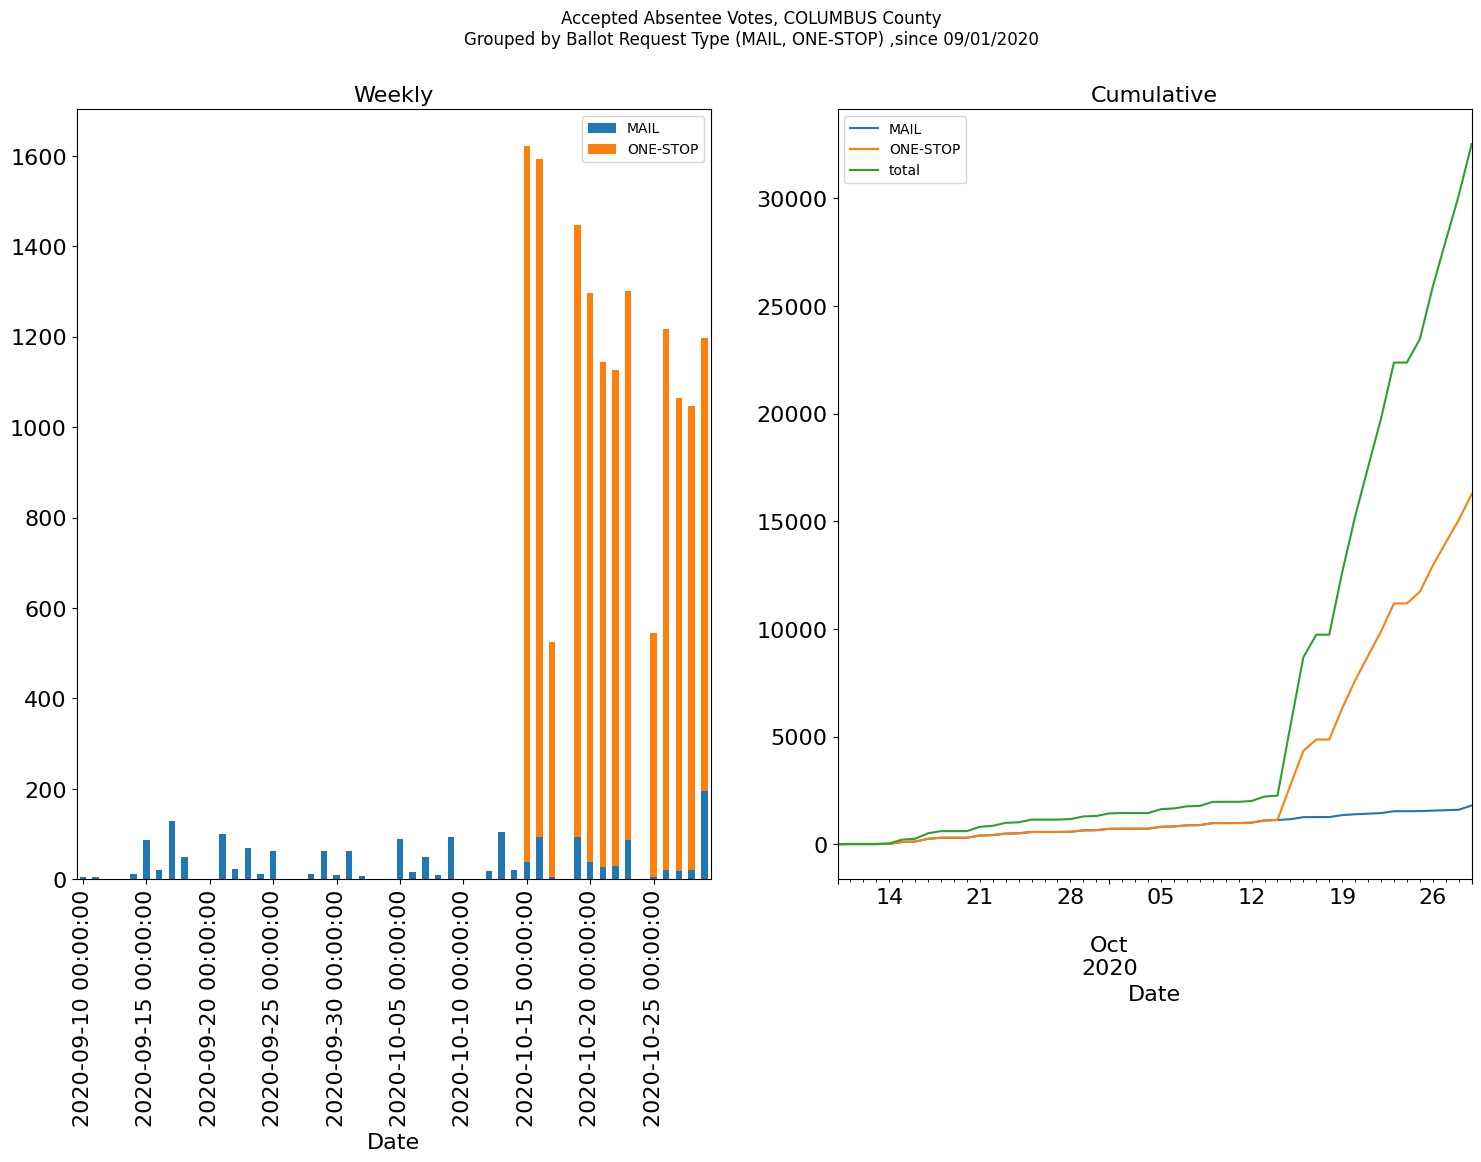 Accepted Absentee Votes, COLUMBUS County
Grouped by Ballot Request Type (MAIL, ONE-STOP) ,since 09/01/2020
Weekly
MAIL
ONE-STOP
1600
1400
1200
1000
800
600
400
200
0
2020-09-10 00:00:00
2020-09-15 00:00:00
2020-09-20 00:00:00
2020-09-25 00:00:00
2020-09-30 00:00:00
2020-10-05 00:00:00
2020-10-10 00:00:00
2020-10-15 00:00:00
2020-10-20 00:00:00
2020-10-25 00:00:00
Date
Cumulative
MAIL
ONE-STOP
total
30000
25000
20000
15000
10000
5000
0
14 21 28 05 12 19 26
Oct
2020
Date